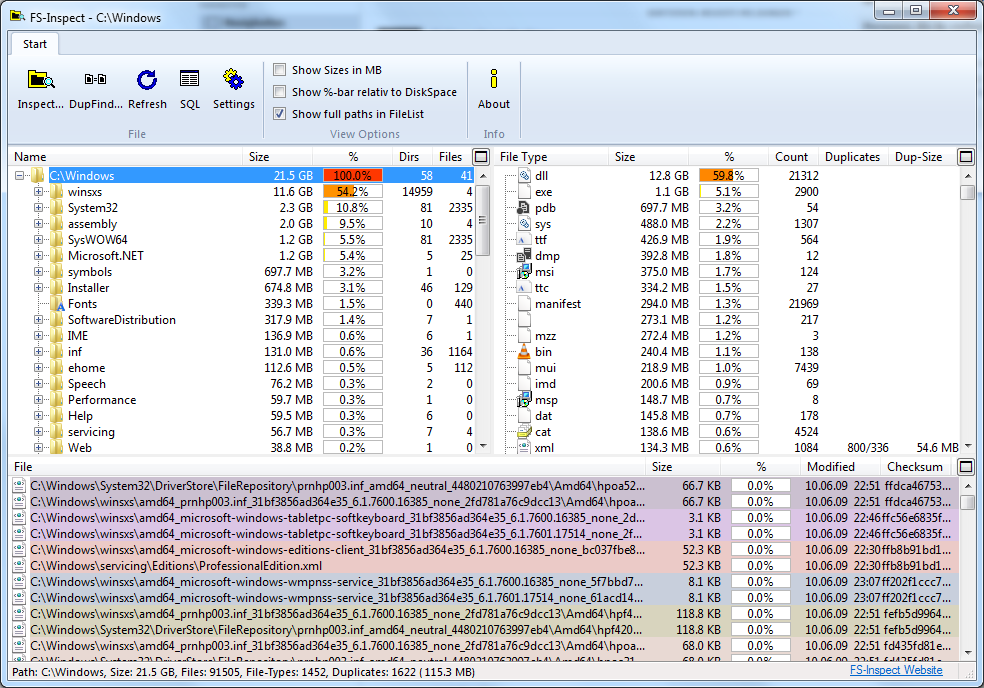 FS-Inspect - C:\Windows
Start
Inspect... DupFind... Refresh SQL Settings
File
Show Sizes in MB
Show %-bar relativ to DiskSpace
Show full paths in FileList
View Options
About
Info
Name Size % Dirs Files
C:\Windows 21.5 GB 100.0% 58 41
winsxs 11.6 GB 54.2% 14959 4
System32 2.3 GB 10.8% 81 2335
assembly 2.0 GB 9.5% 10 4
SysWOW64 1.2 GB 5.5% 81 2335
Microsoft.NET 1.2 GB 5.4% 5 25
symbols 697.7 MB 3.2% 1 0
Installer 674.8 MB 3.1% 46 129
Fonts 339.3 MB 1.5% 0 440
SoftwareDistribution 317.9 MB 1.4% 7 1
IME 136.9 MB 0.6% 6 1
inf 131.0 MB 0.6% 36 1164
ehome 112.6 MB 0.5% 5 112
Speech 76.2 MB 0.3% 2 0
Performance 59.7 MB 0.3% 1 0
Help 59.5 MB 0.3% 6 0
servicing 56.7 MB 0.3% 7 4
Web 38.8 MB 0.2% 1 0
File Type Size % Count Duplicates Dup-Size
dll 12.8 GB 59.8% 21312
exe 1.1 GB 5.1% 2900
pdb 697.7 MB 3.2% 54
sys 488.0 MB 2.2% 1307
ttf 426.9 MB 1.9% 564
dmp 392.8 MB 1.8% 12
msi 375.0 MB 1.7% 124
ttc 334.2 MB 1.5% 27
manifest 294.0 MB 1.3% 21969
273.1 MB 1.2% 217
mzz 272.4 MB 1.2% 3
bin 240.4 MB 1.1% 138
mui 218.9 MB 1.0% 7439
imd 200.6 MB 0.9% 69
msp 148.7 MB 0.7% 8
dat 145.8 MB 0.7% 178
cat 138.6 MB 0.6% 4524
xml 134.3 MB 0.6% 1084 800/336 54.6 MB
File Size % Modified Checksum
C:\Windows\System32\DriverStore\FileRepository\prnhp003.inf_amd64_neutral_4480210763997eb4\Amd64\hpoa52... 66.7 KB 0.0% 10.06.09 22:51 ffdca46753...
C:\Windows\winsxs\amd64_prnhp003.inf_31bf3856ad364e35_6.1.7600.16385_none_2fd781a76c9dcc13\Amd64\hpoa... 66.7 KB 0.0% 10.06.09 22:51 ffdca46753...
C:\Windows\winsxs\amd64_microsoft-windows-tabletpc-softkeyboard_31bf3856ad364e35_6.1.7600.16385_none_2d... 3.1 KB 0.0% 10.06.09 22:46 ffc56e6835f...
C:\Windows\winsxs\amd64_microsoft-windows-tabletpc-softkeyboard_31bf3856ad364e35_6.1.7601.17514_none_2f... 3.1 KB 0.0% 10.06.09 22:46 ffc56e6835f...
C:\Windows\winsxs\amd64_microsoft-windows-editions-client_31bf3856ad364e35_6.1.7600.16385_none_bc037fbe8... 52.3 KB 0.0% 10.06.09 22:30 ffb8b91bd1...
C:\Windows\servicing\Editions\ProfessionalEdition.xml 52.3 KB 0.0% 10.06.09 22:30 ffb8b91bd1...
C:\Windows\winsxs\amd64_microsoft-windows-wmpnss-service_31bf3856ad364e35_6.1.7600.16385_none_5f7bbd7... 8.1 KB 0.0% 10.06.09 23:07 ff202f1ccc7...
C:\Windows\winsxs\amd64_microsoft-windows-wmpnss-service_31bf3856ad364e35_6.1.7601.17514_none_61acd14... 8.1 KB 0.0% 10.06.09 23:07 ff202f1ccc7...
C:\Windows\winsxs\amd64_prnhp003.inf_31bf3856ad364e35_6.1.7600.16385_none_2fd781a76c9dcc13\Amd64\hpf4... 118.8 KB 0.0% 10.06.09 22:51 fefb5d9964...
C:\Windows\System32\DriverStore\FileRepository\prnhp003.inf_amd64_neutral_4480210763997eb4\Amd64\hpf420... 118.8 KB 0.0% 10.06.09 22:51 fefb5d9964...
C:\Windows\winsxs\amd64_prnhp003.inf_31bf3856ad364e35_6.1.7600.16385_none_2fd781a76c9dcc13\Amd64\hpoa... 68.0 KB 0.0% 10.06.09 22:51 fd435fd81e...
Path: C:\Windows, Size: 21.5 GB, Files: 91505, File-Types: 1452, Duplicates: 1622 (115.3 MB)
FS-Inspect Website